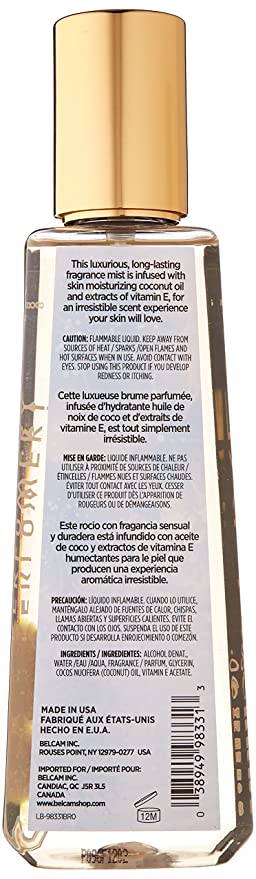 This luxurious, long-lasting
fragrance mist is infused with
skin moisturizing coconut oil
and extracts of vitamin E, for
an irresistible scent experience
your skin will love.
CAUTION: FLAMMABLE LIQUID. KEEP AWAY FROM
SOURCES OF HEAT / SPARKS /OPEN FLAMES AND
HOT SURFACES WHEN IN USE. AVOID CONTACT WITH
EYES. STOP USING THIS PRODUCT IF YOU DEVELOP
REDNESS OR ITCHING.
Cette luxueuse brume parfumée,
infusée d'hydratante huile de
noix de coco et d'extraits de
vitamine E, est tout simplement
irrésistible.
MISE EN GARDE: LIQUIDE INFLAMMABLE. NE PAS
UTILISER À PROXIMITÉ DE SOURCES DE CHALEUR/
ÉTINCELLES / FLAMMES NUES ET SURFACES CHAUDES.
ÉVITER TOUT CONTACT AVEC LES YEUX. CESSER
D'UTILISER CE PRODUIT DÈS L'APPARITION DE
ROUGEURS OU DE DÉMANGEAISONS.
Este rocio con fragancia sensual
y duradera está infundido con aceite
de coco y extractos de vitamina E
humectantes para le piel que
producen una experiencia
aromática irresistible.
PRECAUCIÓN: LÍQUIDO INFLAMABLE. CUANDO LO UTILICE,
MANTÉNGALO ALEJADO DE FUENTES DE CALOR, CHISPAS,
LLAMAS ABIERTAS Y SUPERFICIES CALIENTES. EVITE EL
CONTACTO CON LOS OJOS. SUSPENDA EL USO DE ESTE
PRODUCTO SI DESARROLLA ENROJECIMIENTO O COMEZÓN.
INGREDIENTS / INGREDIENTES: ALCOHOL DENAT.,
WATER /EAU /AQUA, FRAGRANCE / PARFUM, GLYCERIN,
COCOS NUCIFERA (COCONUT) OIL, VITAMIN E ACETATE.
MADE IN USA
FABRIQUÉ AUX ÉTATS-UNIS
HECHO EN E.U.A.
BELCAM INC.
ROUSES POINT, NY 12979-0277 USA
IMPORTED FOR / IMPORTÉ POUR:
BELCAM INC.
CANDIAC, QC J5R 3L5
CANADA
www.belcamshop.com
LB-98331BRO
12M
0 38949 98331 3